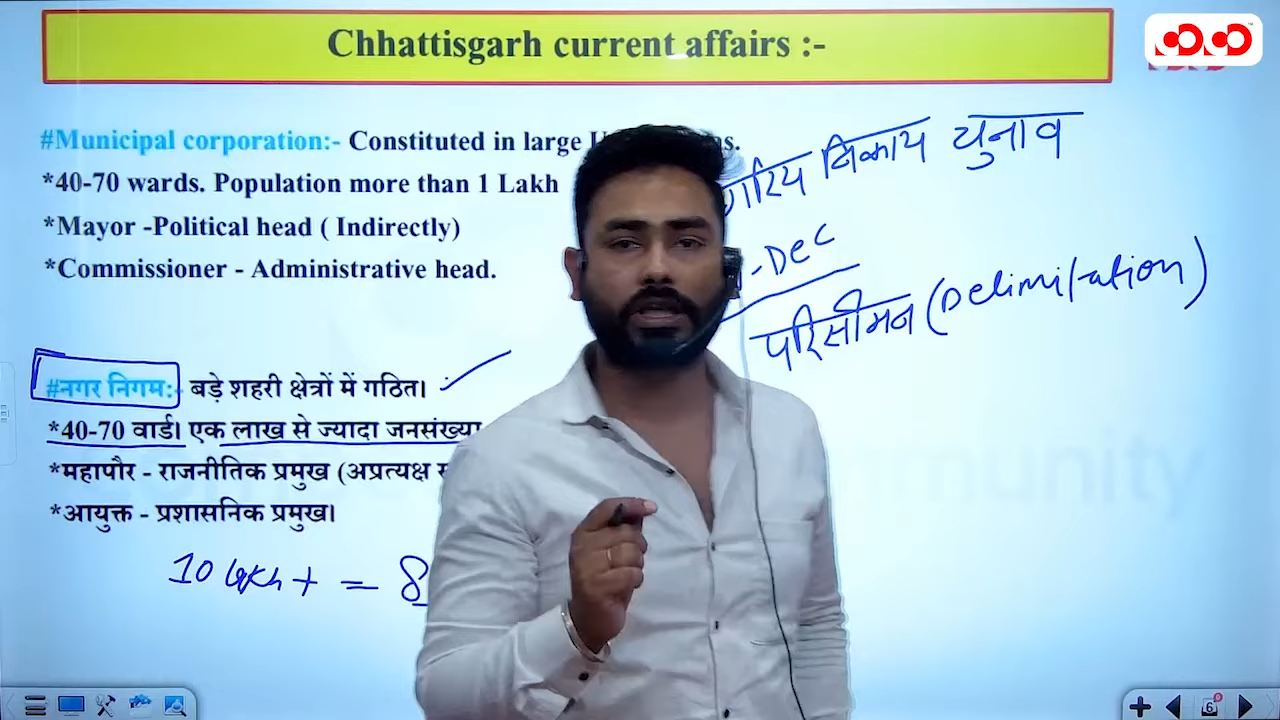 Chhattisgarh current affairs :-
#Municipal corporation:- Constituted in large
*40-70 wards. Population more than 1 Lakh
*Mayor -Political head ( Indirectly)
*Commissioner - Administrative head.
निकाय चुनाव
-Dec
परिसीमन (Delimitation)
#नगर निगम:- बड़े शहरी क्षेत्रों में गठित।
*40-70 वार्ड। एक लाख से ज्यादा जनसंख्या
*महापौर - राजनीतिक प्रमुख (अप्रत्यक्ष
*आयुक्त - प्रशासनिक प्रमुख।
10 lakh + = 8
munity
6